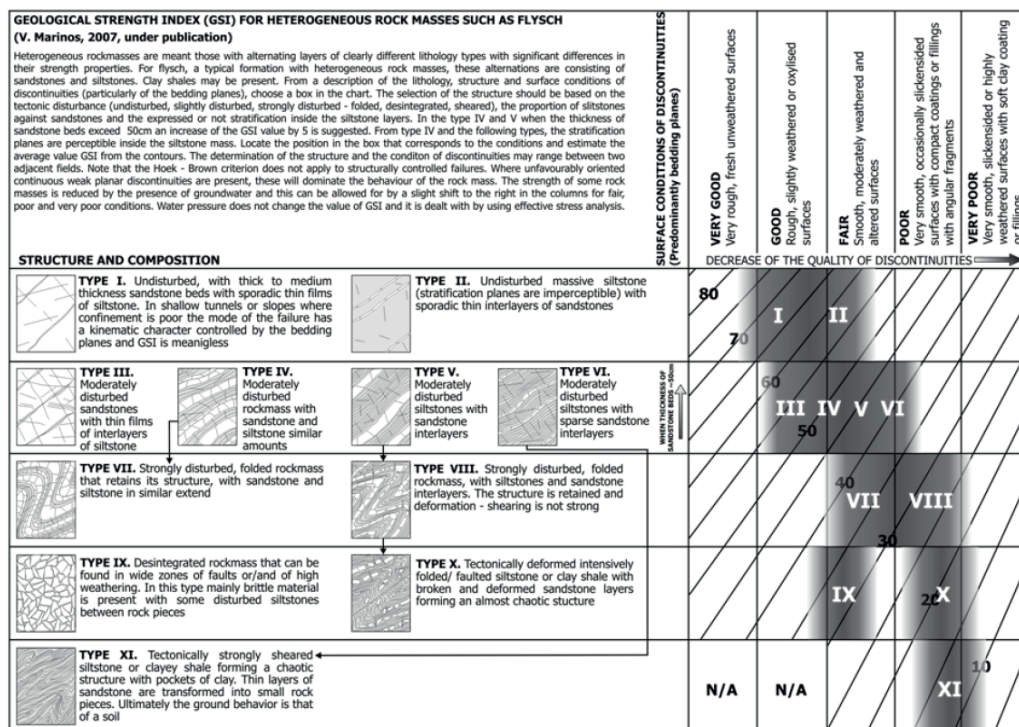 GEOLOGICAL STRENGTH INDEX (GSI) FOR HETEROGENEOUS ROCK MASSES SUCH AS FLYSCH
(V. Marinos, 2007, under publication)
Heterogeneous rockmasses are meant those with alternating layers of clearly different lithology types with significant differences in
their strength properties. For flysch, a typical formation with heterogeneous rock masses, these alternations are consisting of
sandstones and siltstones. Clay shales may be present. From a description of the lithology, structure and surface conditions of
discontinuities (particularly of the bedding planes), choose a box in the chart. The selection of the structure should be based on the
tectonic disturbance (undisturbed, slightly disturbed, strongly disturbed - folded, desintegrated, sheared), the proportion of slitstones
against sandstones and the expressed or not stratification inside the siltstone layers. In the type IV and V when the thickness of
sandstone beds exceed 50cm an increase of the GSI value by 5 is suggested. From type IV and the following types, the stratification
planes are perceptible inside the siltstone mass. Locate the position in the box that corresponds to the conditions and estimate the
average value GSI from the contours. The determination of the structure and the conditon of discontinuities may range between two
adjacent fields. Note that the Hoek - Brown criterion does not apply to structurally controlled failures. Where unfavourably oriented
continuous weak planar discontinuities are present, these will dominate the behaviour of the rock mass. The strength of some rock
masses is reduced by the presence of groundwater and this can be allowed for by a slight shift to the right in the columns for fair,
poor and very poor conditions. Water pressure does not change the value of GSI and it is dealt with by using effective stress analysis.
SURFACE CONDITIONS OF DISCONTINUITIES
(Predominantly bedding planes)
VERY GOOD
Very rough, fresh unweathered surfaces
GOOD
Rough, slightly weathered or oxylised
surfaces
FAIR
Smooth, moderately weathered and
altered surfaces
POOR
Very smooth, occasionally slickensided
surfaces with compact coatings or fillings
with angular fragments
VERY POOR
Very smooth, slickensided or highly
weathered surfaces with soft clay coating
or fillings
STRUCTURE AND COMPOSITION
DECREASE OF THE QUALITY OF DISCONTINUITIES
TYPE I. Undisturbed, with thick to medium
thickness sandstone beds with sporadic thin films
of siltstone. In shallow tunnels or slopes where
confinement is poor the mode of the failure has
a kinematic character controlled by the bedding
planes and GSI is meanigless
TYPE II. Undisturbed massive siltstone
(stratification planes are imperceptible) with
sporadic thin interlayers of sandstones
80
70
I
II
TYPE III.
Moderately
disturbed
sandstones
with thin films
of interlayers
of siltstone
TYPE IV.
Moderately
disturbed
rockmass with
sandstone and
siltstone similar
amounts
TYPE V.
Moderately
disturbed
siltstones with
sandstone
interlayers
TYPE VI.
Moderately
disturbed
siltstones with
sparse sandstone
interlayers
WHEN THICKNESS OF
SANDSTONE BEDS ~50cm
60
III IV V VI
50
TYPE VII. Strongly disturbed, folded rockmass
that retains its structure, with sandstone and
siltstone in similar extend
TYPE VIII. Strongly disturbed, folded
rockmass, with siltstones and sandstone
interlayers. The structure is retained and
deformation - shearing is not strong
40
VII
VIII
30
TYPE IX. Desintegrated rockmass that can be
found in wide zones of faults or/and of high
weathering. In this type mainly brittle material
is present with some disturbed siltstones
between rock pieces
TYPE X. Tectonically deformed intensively
folded/ faulted siltstone or clay shale with
broken and deformed sandstone layers
forming an almost chaotic stucture
IX
20
X
TYPE XI. Tectonically strongly sheared
siltstone or clayey shale forming a chaotic
structure with pockets of clay. Thin layers of
sandstone are transformed into small rock
pieces. Ultimately the ground behavior is that
of a soil
N/A
N/A
XI
10